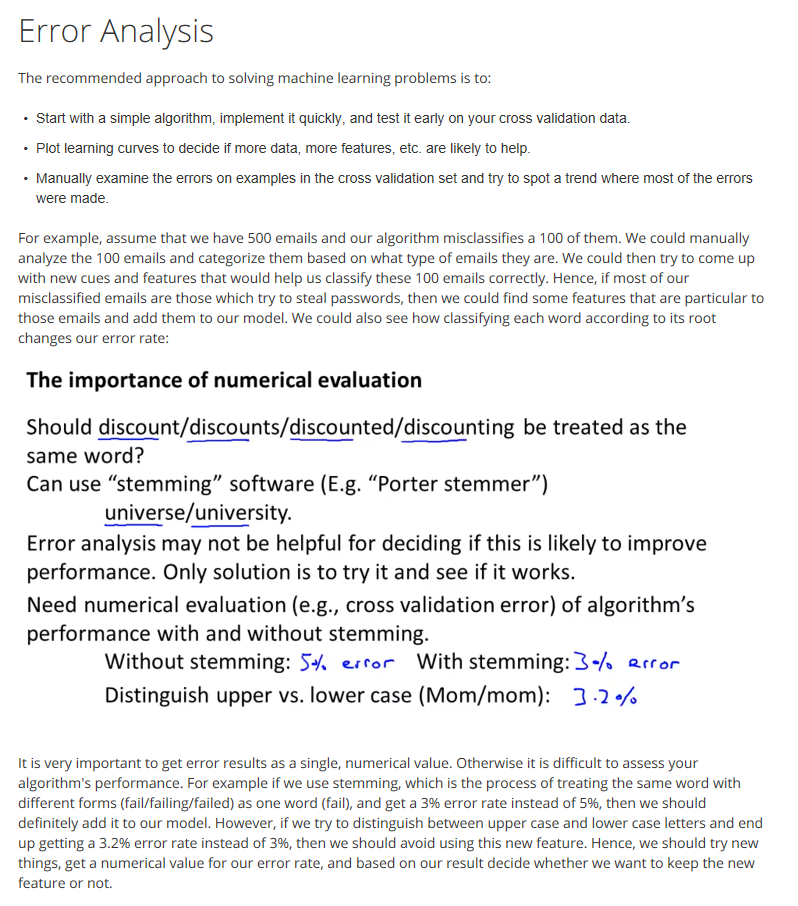 Error Analysis
The recommended approach to solving machine learning problems is to:
• Start with a simple algorithm, implement it quickly, and test it early on your cross validation data.
• Plot learning curves to decide if more data, more features, etc. are likely to help.
• Manually examine the errors on examples in the cross validation set and try to spot a trend where most of the errors
were made.
For example, assume that we have 500 emails and our algorithm misclassifies a 100 of them. We could manually
analyze the 100 emails and categorize them based on what type of emails they are. We could then try to come up
with new cues and features that would help us classify these 100 emails correctly. Hence, if most of our
misclassified emails are those which try to steal passwords, then we could find some features that are particular to
those emails and add them to our model. We could also see how classifying each word according to its root
changes our error rate:
The importance of numerical evaluation
Should discount/discounts/discounted/discounting be treated as the
same word?
Can use “stemming” software (E.g. “Porter stemmer”)
universe/university.
Error analysis may not be helpful for deciding if this is likely to improve
performance. Only solution is to try it and see if it works.
Need numerical evaluation (e.g., cross validation error) of algorithm’s
performance with and without stemming.
Without stemming: 5% error With stemming: 3% error
Distinguish upper vs. lower case (Mom/mom): 3.2%
It is very important to get error results as a single, numerical value. Otherwise it is difficult to assess your
algorithm's performance. For example if we use stemming, which is the process of treating the same word with
different forms (fail/failing/failed) as one word (fail), and get a 3% error rate instead of 5%, then we should
definitely add it to our model. However, if we try to distinguish between upper case and lower case letters and end
up getting a 3.2% error rate instead of 3%, then we should avoid using this new feature. Hence, we should try new
things, get a numerical value for our error rate, and based on our result decide whether we want to keep the new
feature or not.